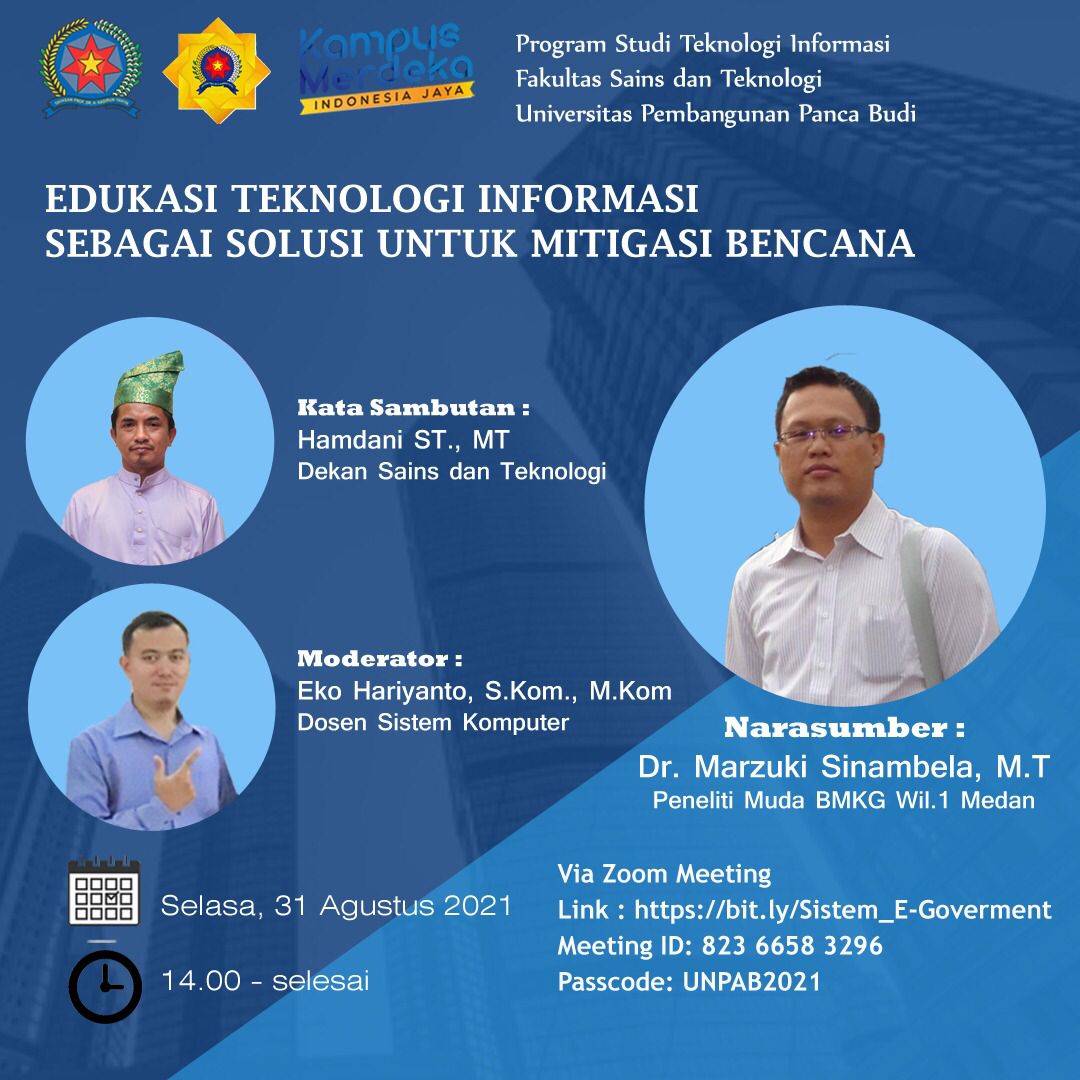 Kampus
Merdeka
INDONESIA JAYA
Program Studi Teknologi Informasi
Fakultas Sains dan Teknologi
Universitas Pembangunan Panca Budi
EDUKASI TEKNOLOGI INFORMASI
SEBAGAI SOLUSI UNTUK MITIGASI BENCANA
Kata Sambutan :
Hamdani ST., MT
Dekan Sains dan Teknologi
Moderator :
Eko Hariyanto, S.Kom., M.Kom
Dosen Sistem Komputer
Narasumber :
Dr. Marzuki Sinambela, M.T
Peneliti Muda BMKG Wil.1 Medan
Selasa, 31 Agustus 2021
14.00 - selesai
Via Zoom Meeting
Link : https://bit.ly/Sistem_E-Goverment
Meeting ID: 823 6658 3296
Passcode: UNPAB2021